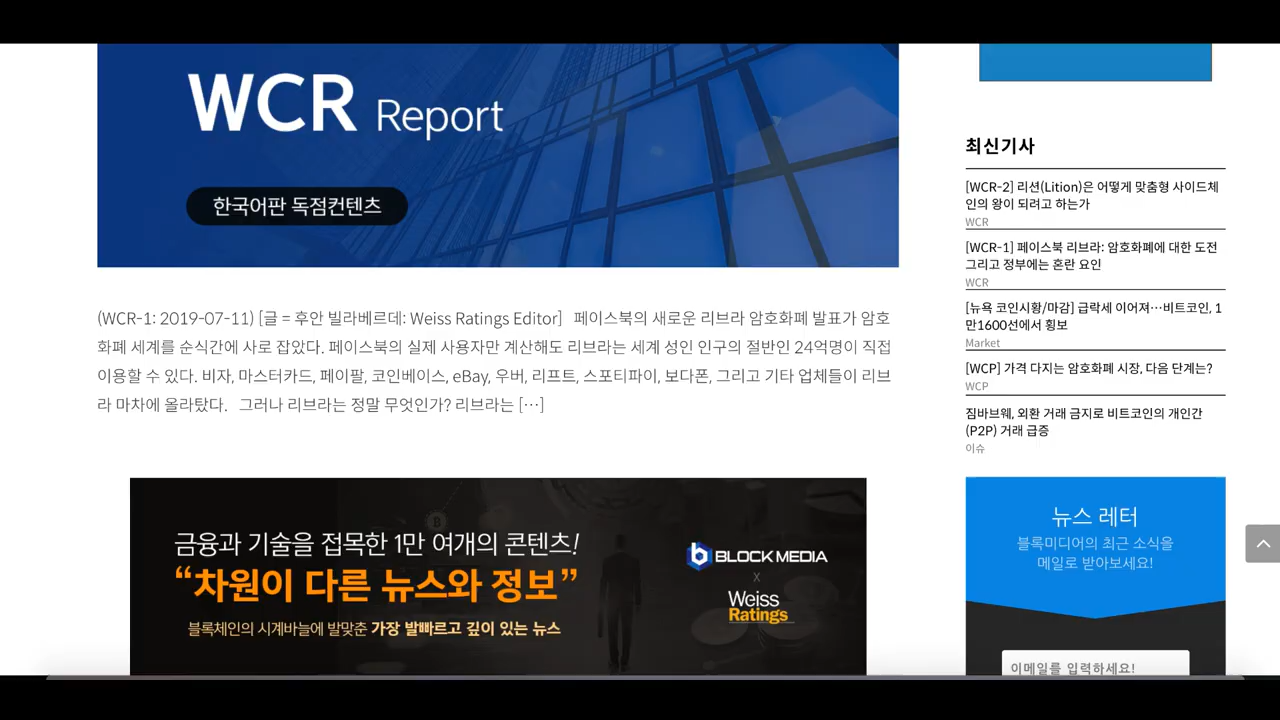 WCR Report
한국어판 독점컨텐츠
(WCR-1: 2019-07-11) [글 = 후안 빌라베르데: Weiss Ratings Editor] 페이스북의 새로운 리브라 암호화폐 발표가 암호
화폐 세계를 순식간에 사로 잡았다. 페이스북의 실제 사용자만 계산해도 리브라는 세계 성인 인구의 절반인 24억명이 직접
이용할 수 있다. 비자, 마스터카드, 페이팔, 코인베이스, eBay, 우버, 리프트, 스포티파이, 보다폰, 그리고 기타 업체들이 리브
라 마차에 올라탔다. 그러나 리브라는 정말 무엇인가? 리브라는 […]
금융과 기술을 접목한 1만 여개의 콘텐츠!
“차원이 다른 뉴스와 정보”
블록체인의 시계바늘에 발맞춘 가장 발빠르고 깊이 있는 뉴스
BLOCK MEDIA
X
Weiss
Ratings
최신기사
[WCR-2] 리션(Lition)은 어떻게 맞춤형 사이드체
인의 왕이 되려고 하는가
WCR
[WCR-1] 페이스북 리브라: 암호화폐에 대한 도전
그리고 정부에는 혼란 요인
WCR
[뉴욕 코인시황/마감] 급락세 이어져…비트코인, 1
만1600선에서 횡보
Market
[WCP] 가격 다지는 암호화폐 시장, 다음 단계는?
WCP
짐바브웨, 외환 거래 금지로 비트코인의 개인간
(P2P) 거래 급증
이슈
뉴스 레터
블록미디어의 최근 소식을
메일로 받아보세요!
이메일를 입력하세요!